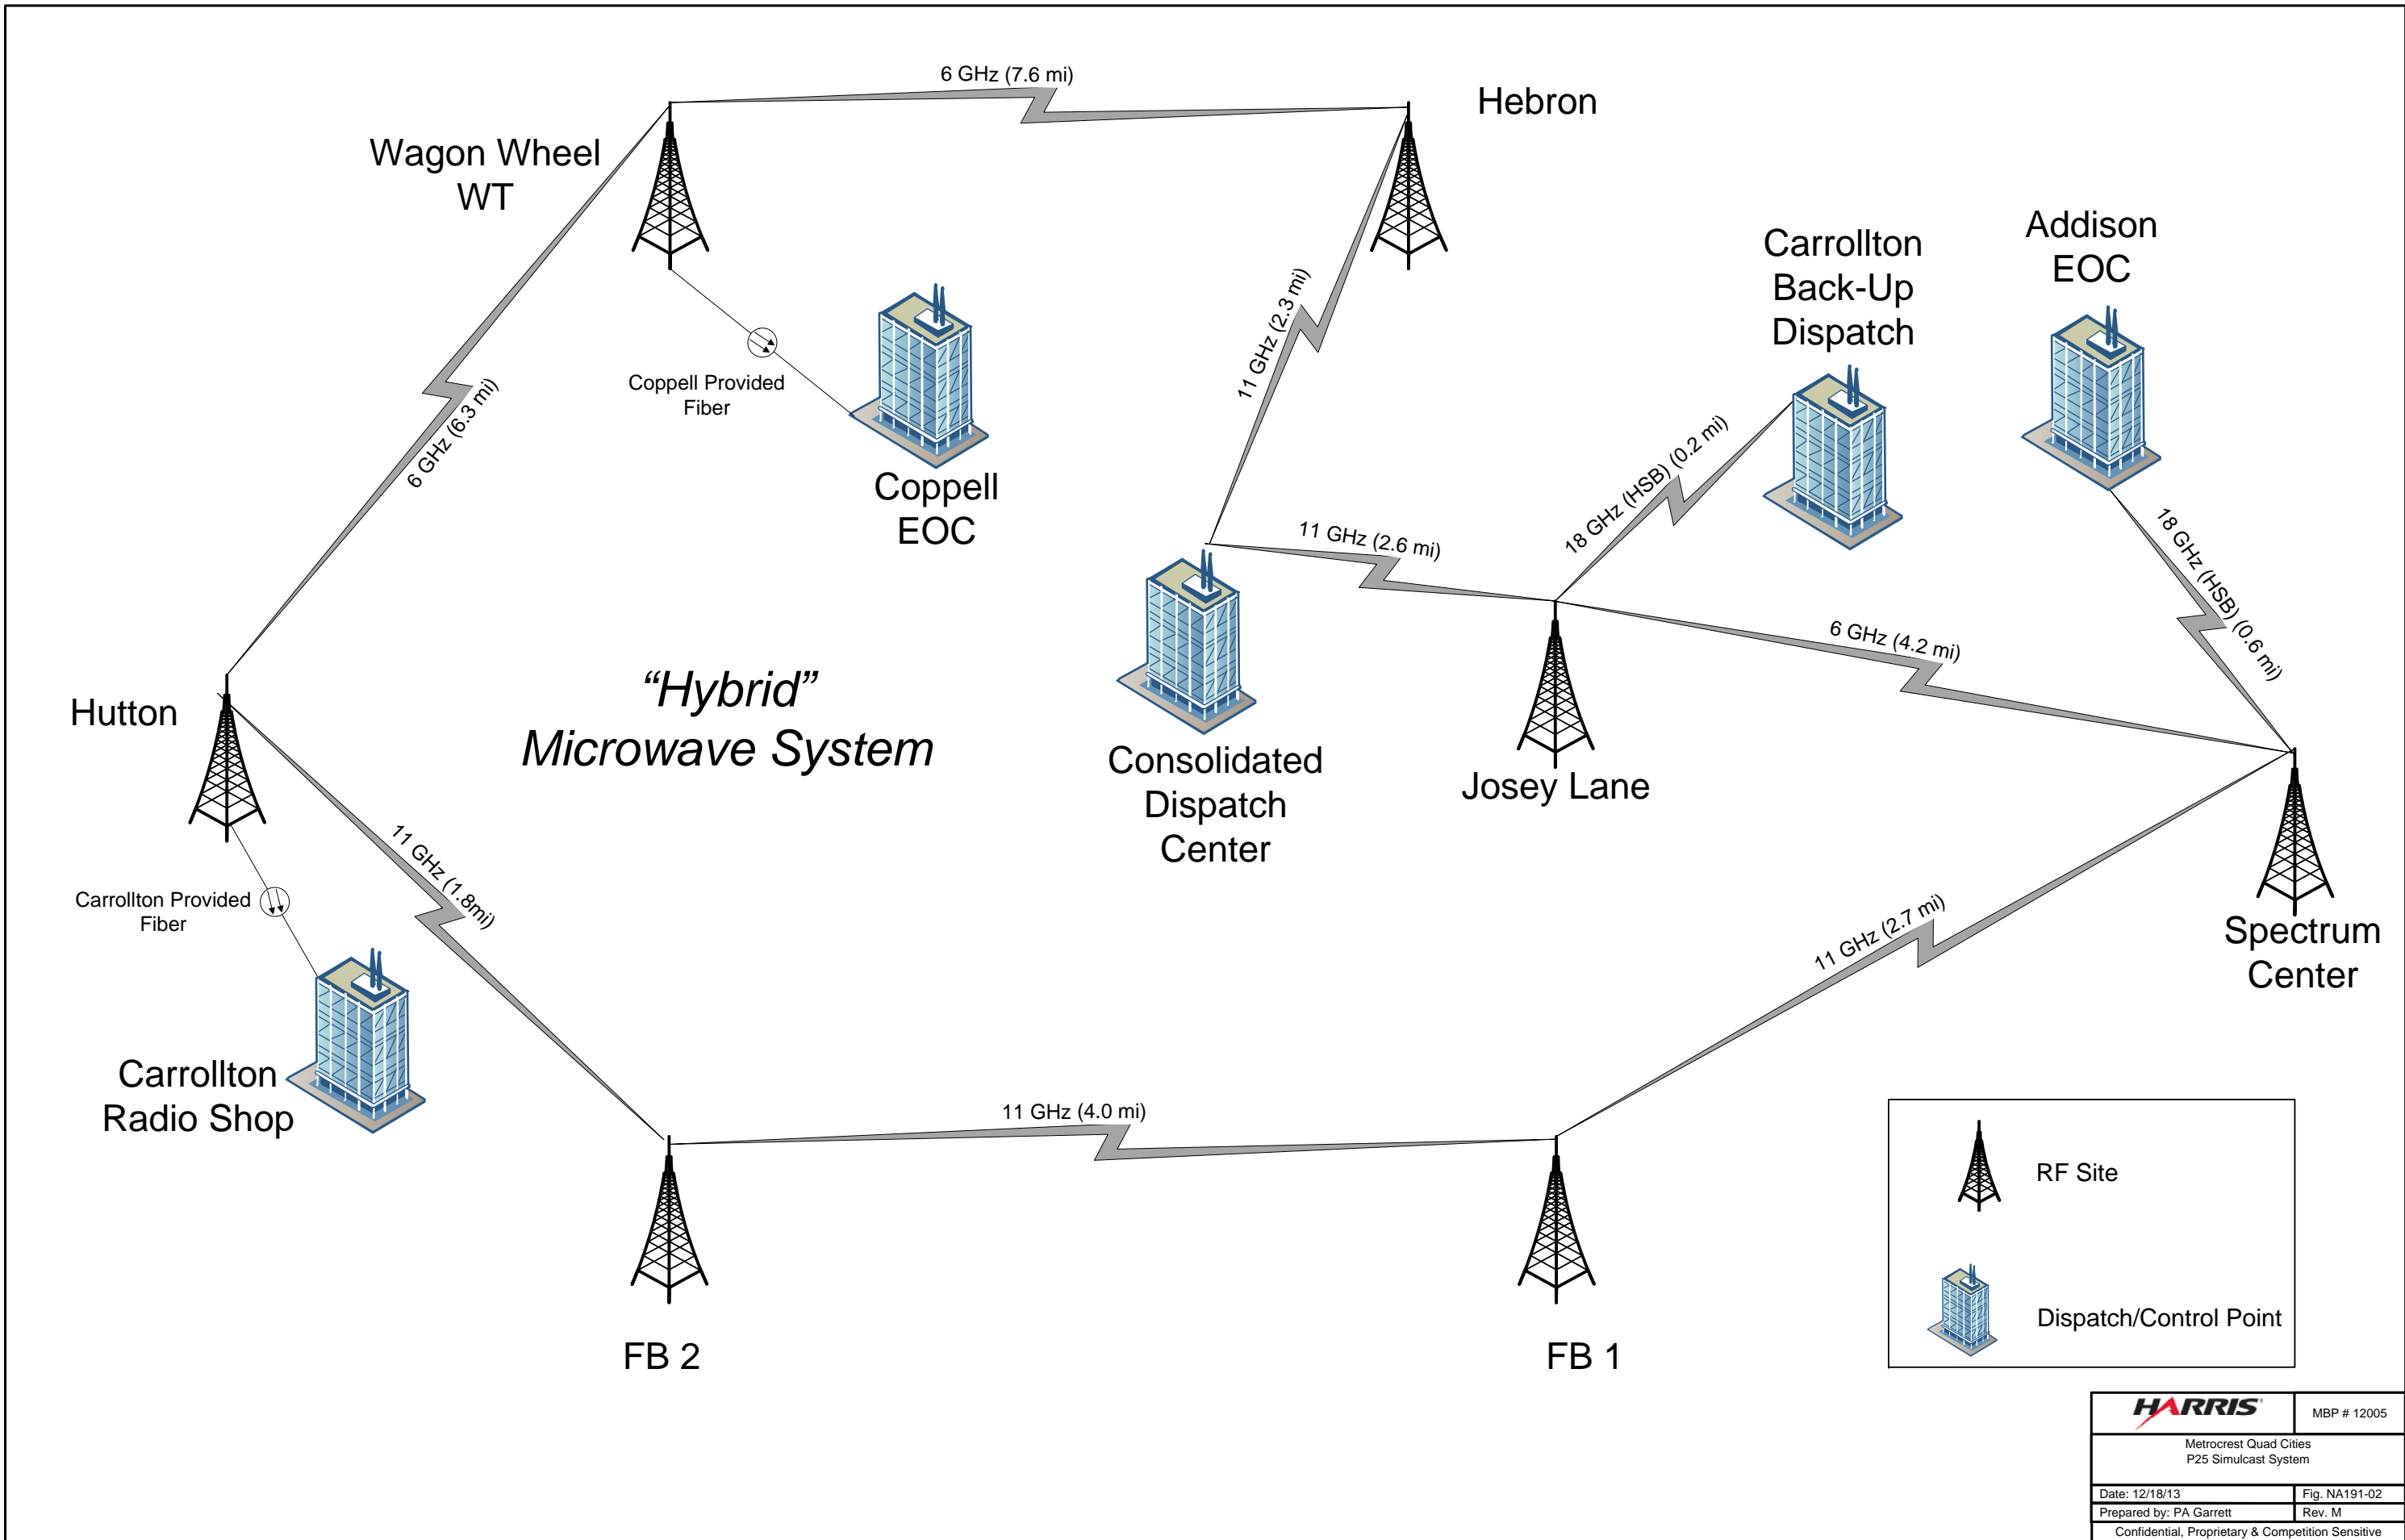 6 GHz (7.6 mi)
Hebron
Wagon Wheel
WT
Addison
EOC
Carrollton
Back-Up
Dispatch
11 GHz (2.3 mi)
Coppell Provided
Fiber
6 GHz (6.3 mi)
Coppell
EOC
18 GHz (HSB) (0.2 mi)
18 GHz (HSB) (0.6 mi)
11 GHz (2.6 mi)
6 GHz (4.2 mi)
Hutton
“Hybrid”
Microwave System
Consolidated
Dispatch
Center
Josey Lane
11 GHz (1.8mi)
Carrollton Provided
Fiber
11 GHz (2.7 mi)
Spectrum
Center
Carrollton
Radio Shop
11 GHz (4.0 mi)
FB 2
FB 1
RF Site
Dispatch/Control Point
HARRIS®
MBP # 12005
Metrocrest Quad Cities
P25 Simulcast System
Date: 12/18/13
Fig. NA191-02
Prepared by: PA Garrett
Rev. M
Confidential, Proprietary & Competition Sensitive